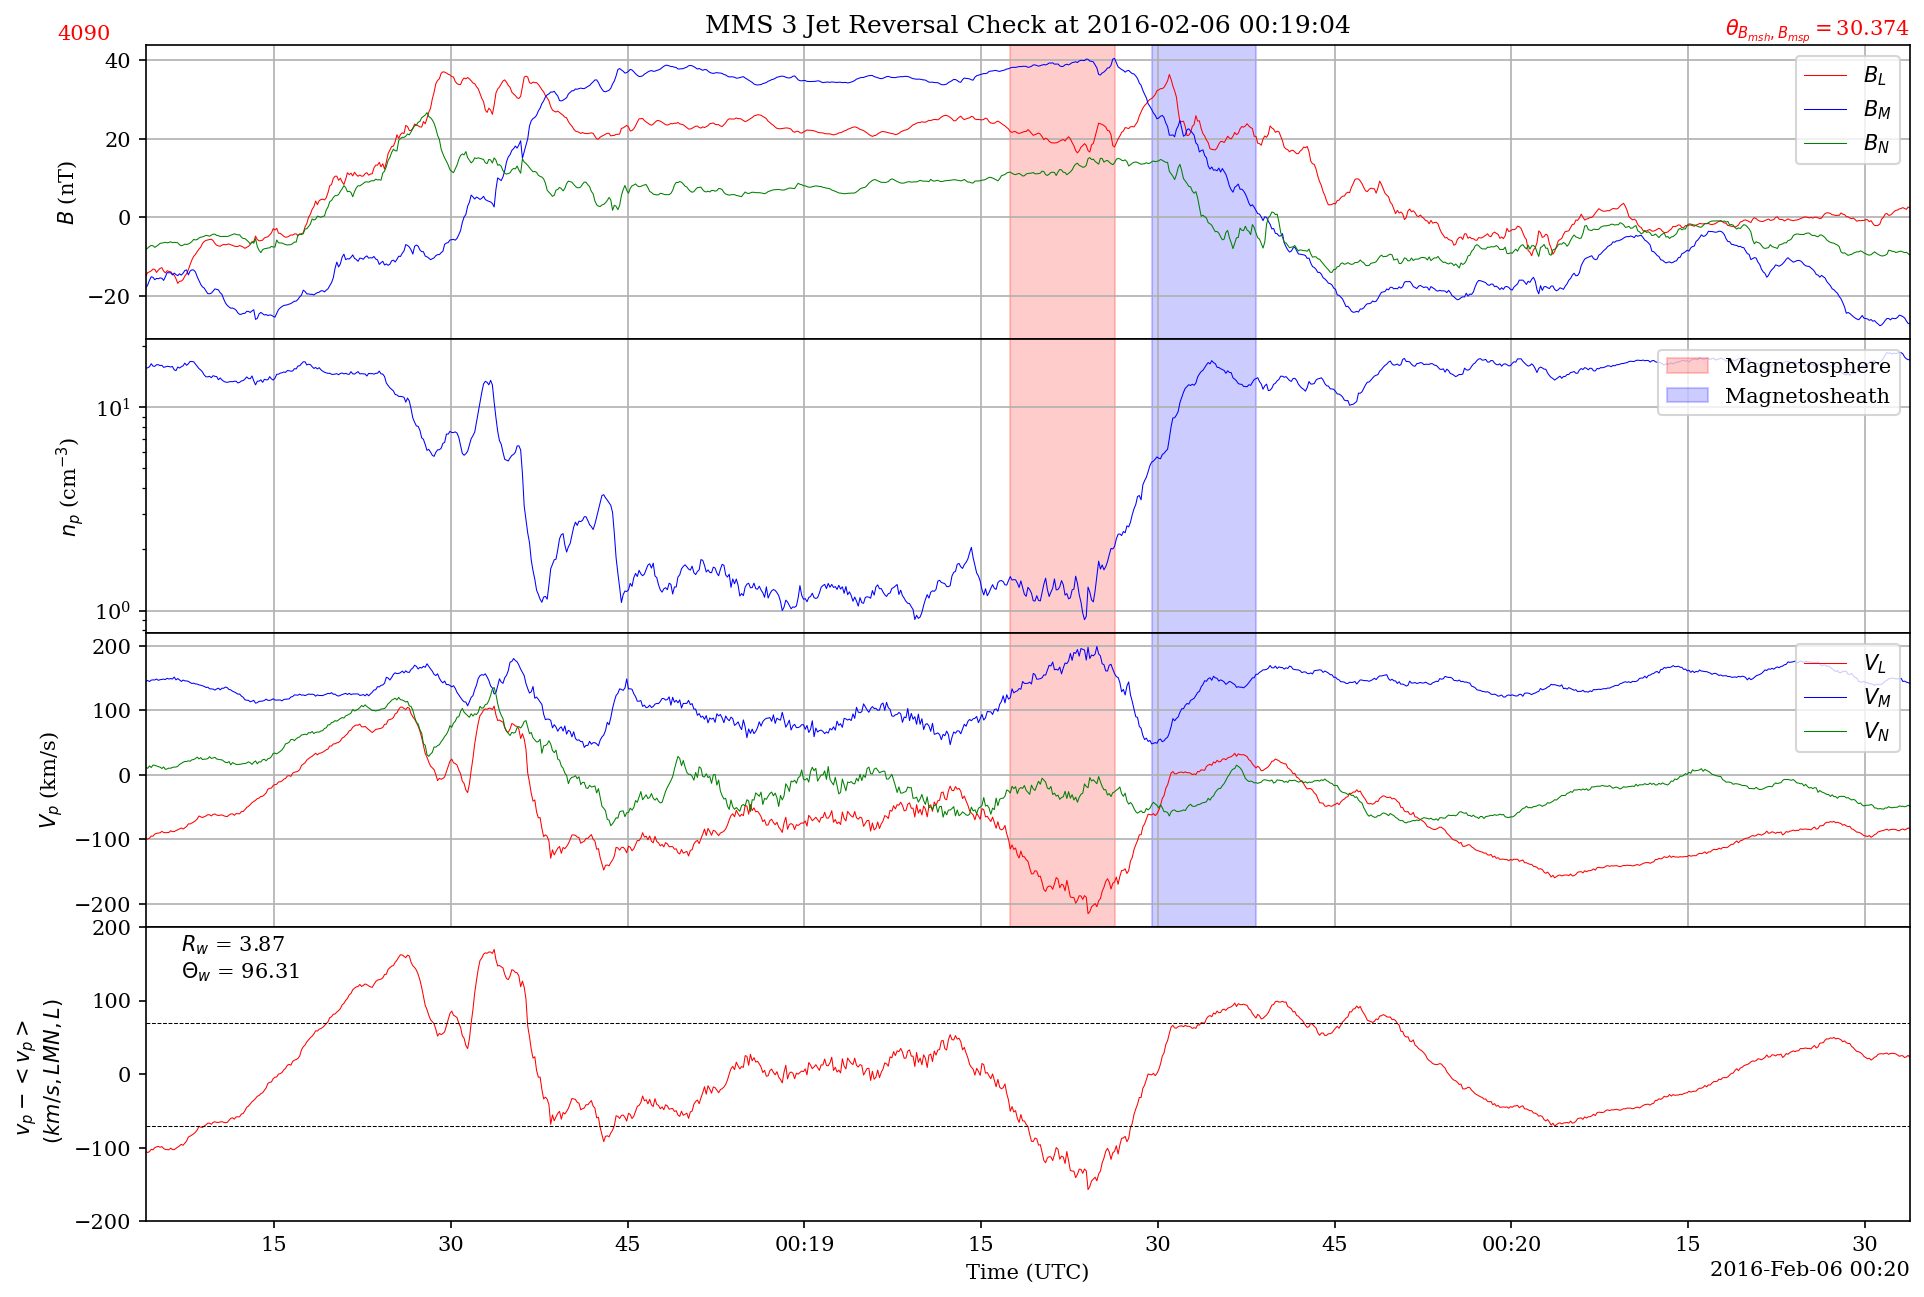 MMS 3 Jet Reversal Check at 2016-02-06 00:19:04
4090
θ_{B_{msh}, B_{msp}} = 30.374
40
20
0
−20
B (nT)
B_L
B_M
B_N
10^1
10^0
n_p (cm^{−3})
Magnetosphere
Magnetosheath
200
100
0
−100
−200
V_p (km/s)
V_L
V_M
V_N
200
100
0
−100
−200
v_p − < v_p >
(km/s, LMN, L)
R_w = 3.87
Θ_w = 96.31
15 30 45 00:19 15 30 45 00:20 15 30
Time (UTC)
2016-Feb-06 00:20